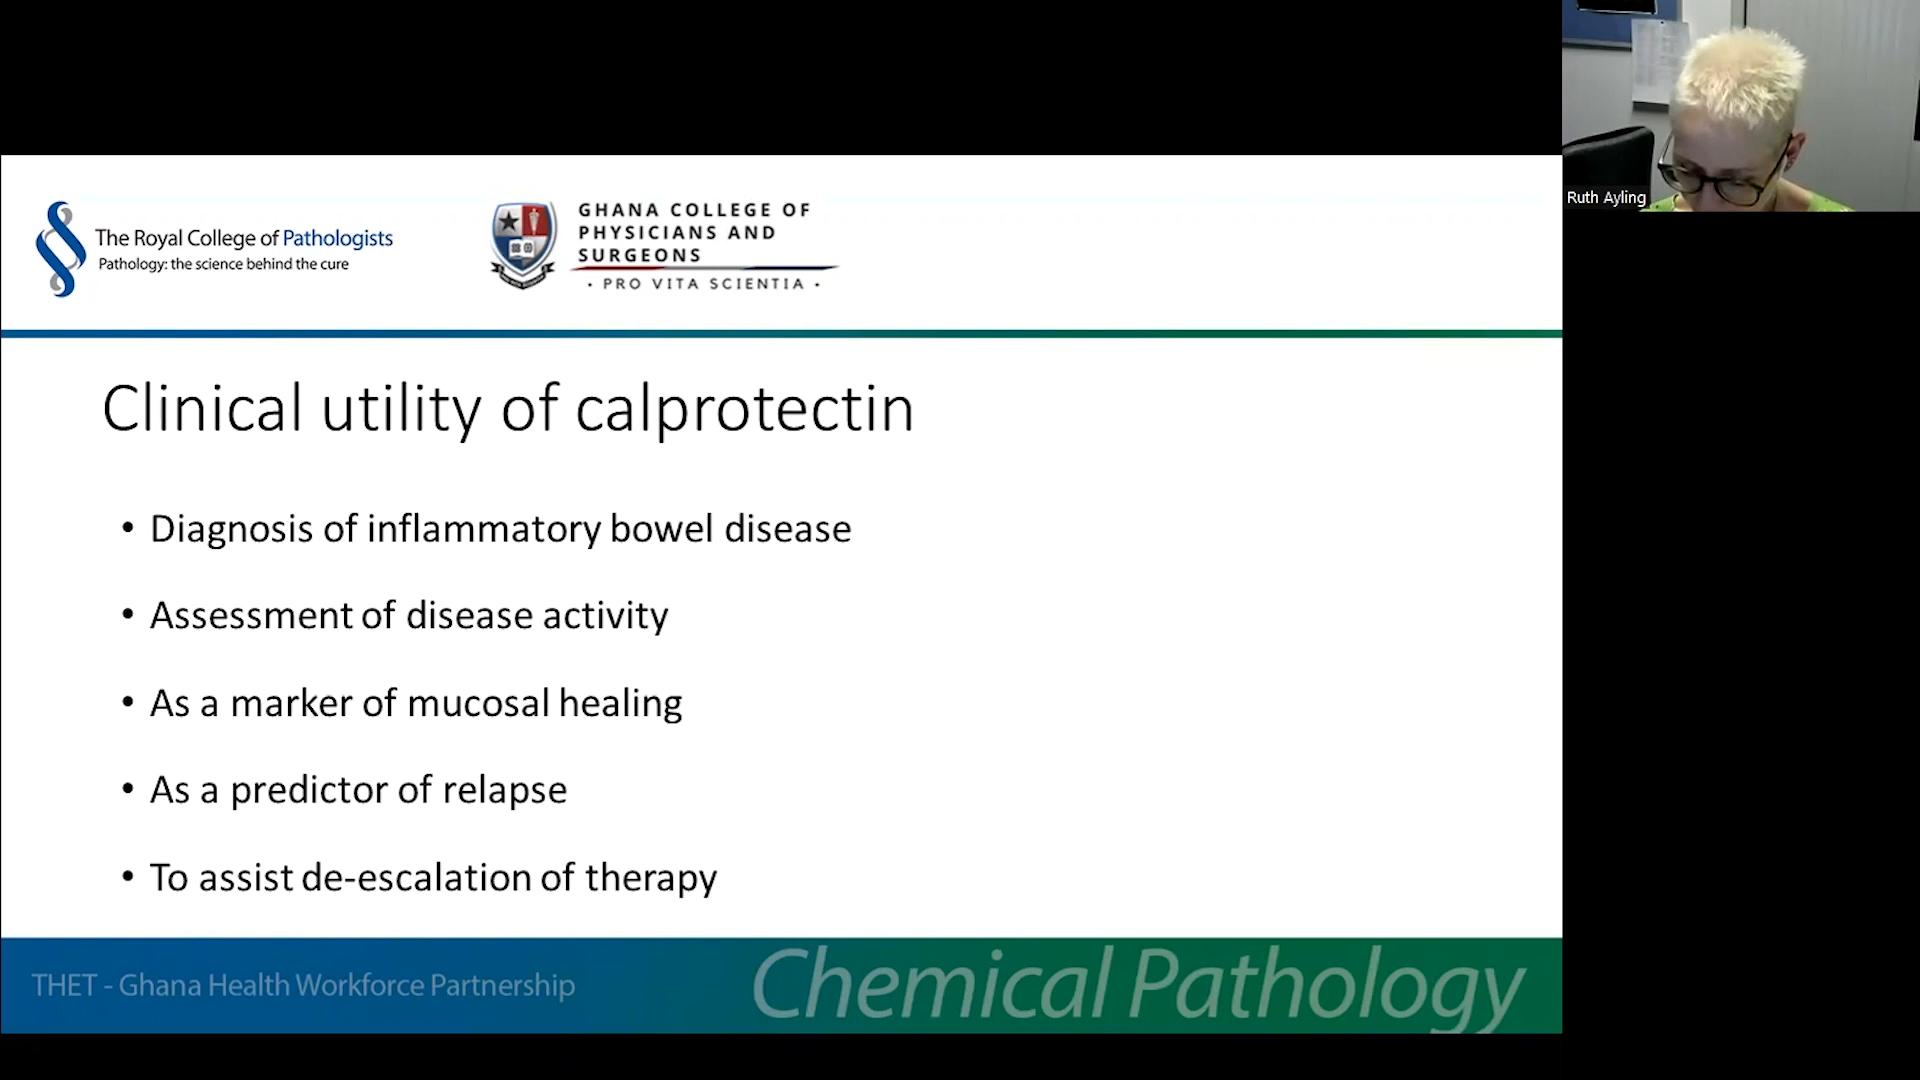 The Royal College of Pathologists
Pathology: the science behind the cure
GHANA COLLEGE OF
PHYSICIANS AND
SURGEONS
• PRO VITA SCIENTIA •
Ruth Ayling
Clinical utility of calprotectin
• Diagnosis of inflammatory bowel disease
• Assessment of disease activity
• As a marker of mucosal healing
• As a predictor of relapse
• To assist de-escalation of therapy
THET - Ghana Health Workforce Partnership
Chemical Pathology